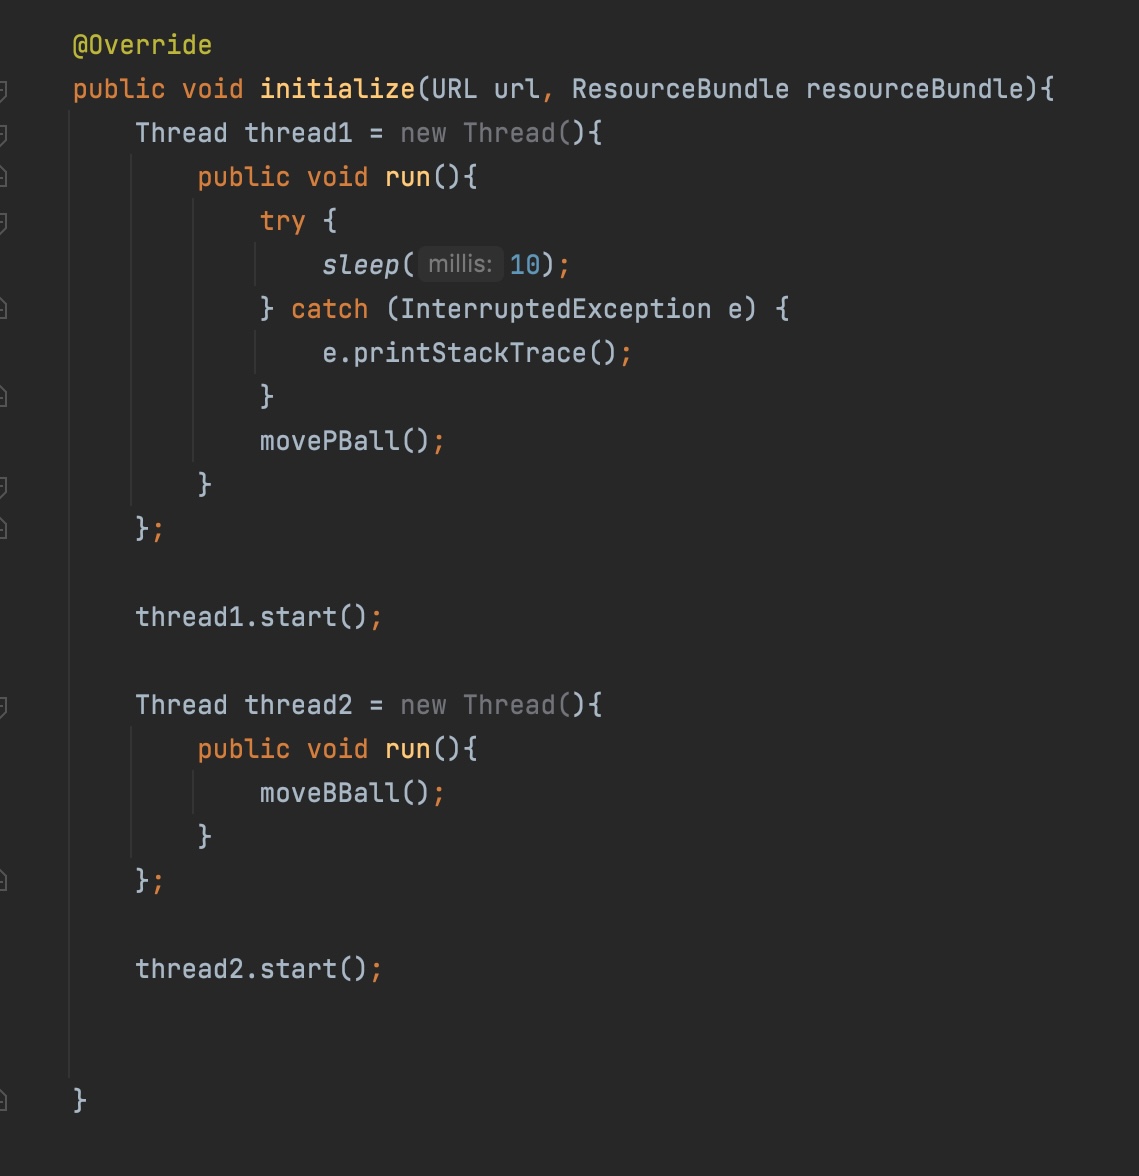 @Override
public void initialize(URL url, ResourceBundle resourceBundle){
    Thread thread1 = new Thread(){
        public void run(){
            try {
                sleep( millis: 10);
            } catch (InterruptedException e) {
                e.printStackTrace();
            }
            movePBall();
        }
    };
    thread1.start();
    Thread thread2 = new Thread(){
        public void run(){
            moveBBall();
        }
    };
    thread2.start();
}